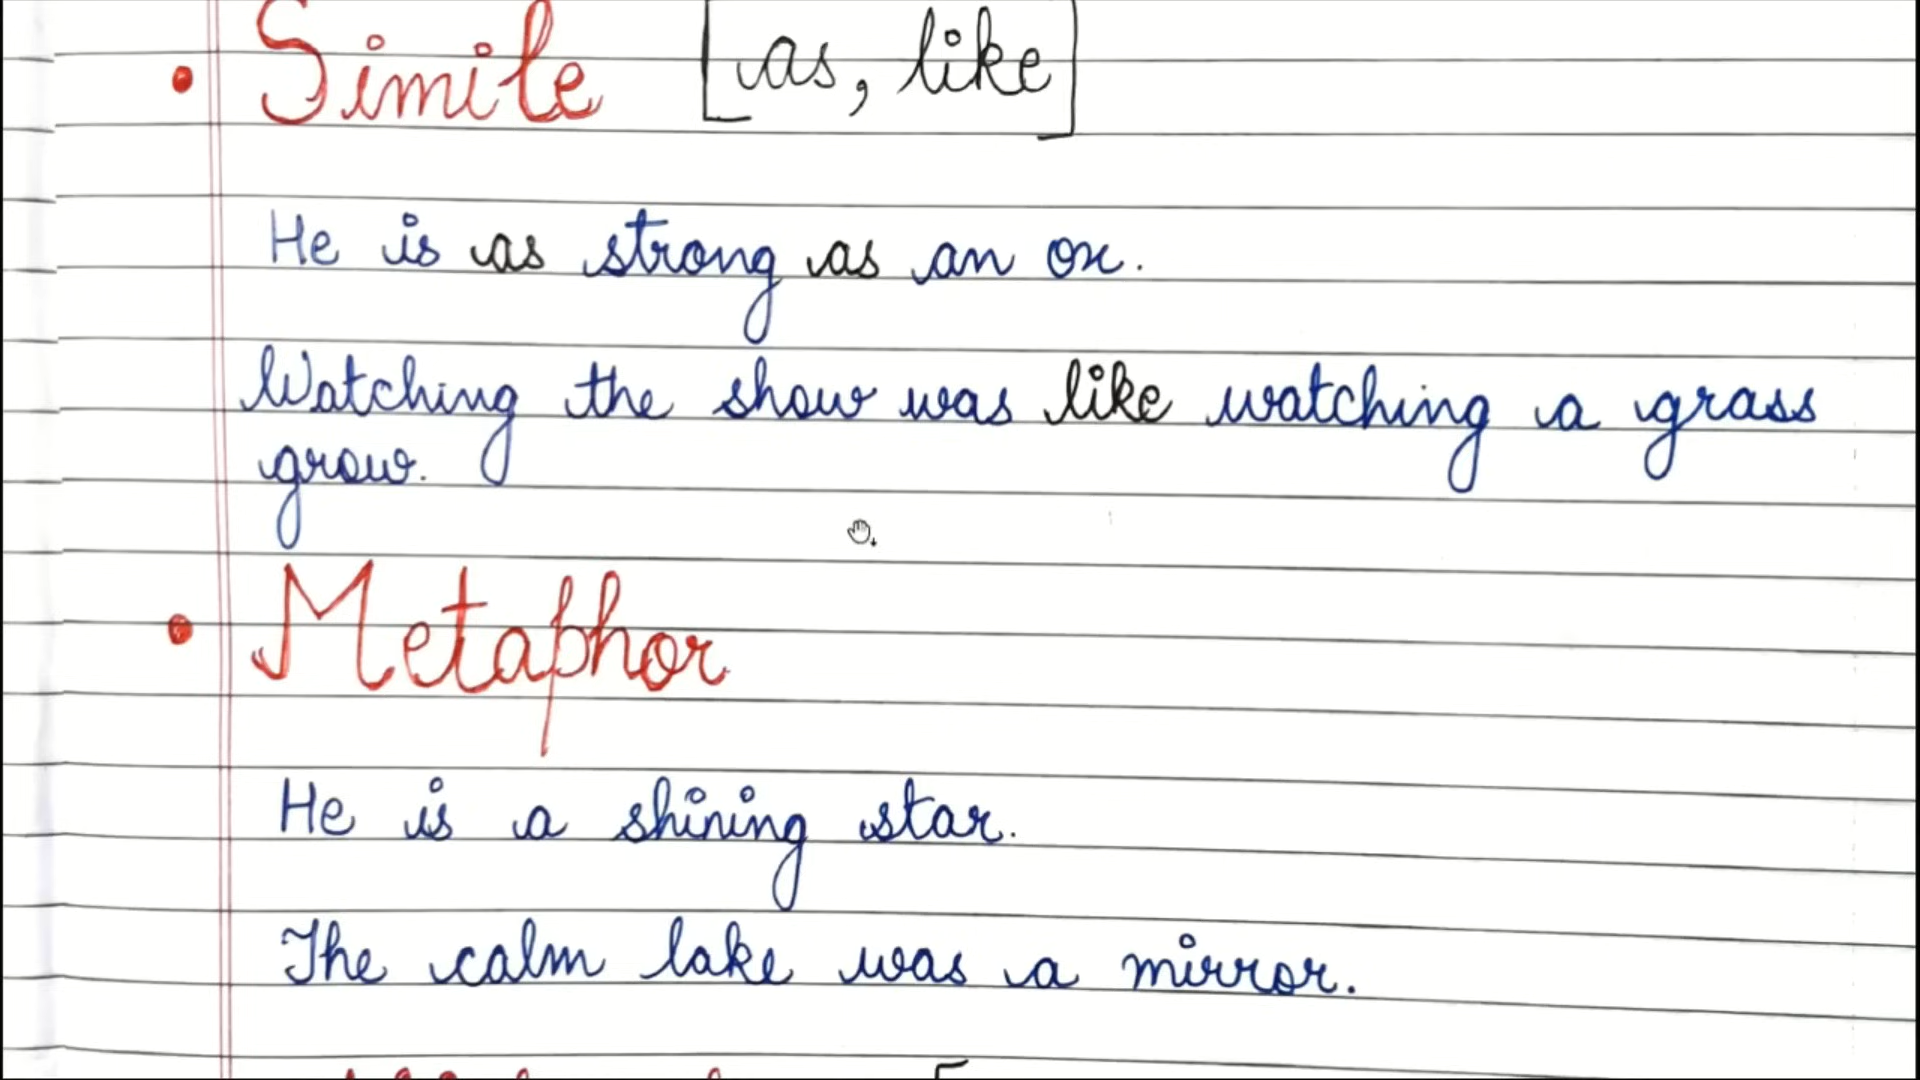 • Simile [as, like]
He is as strong as an ox.
Watching the show was like watching a grass
grow.
• Metaphor
He is a shining star.
The calm lake was a mirror.